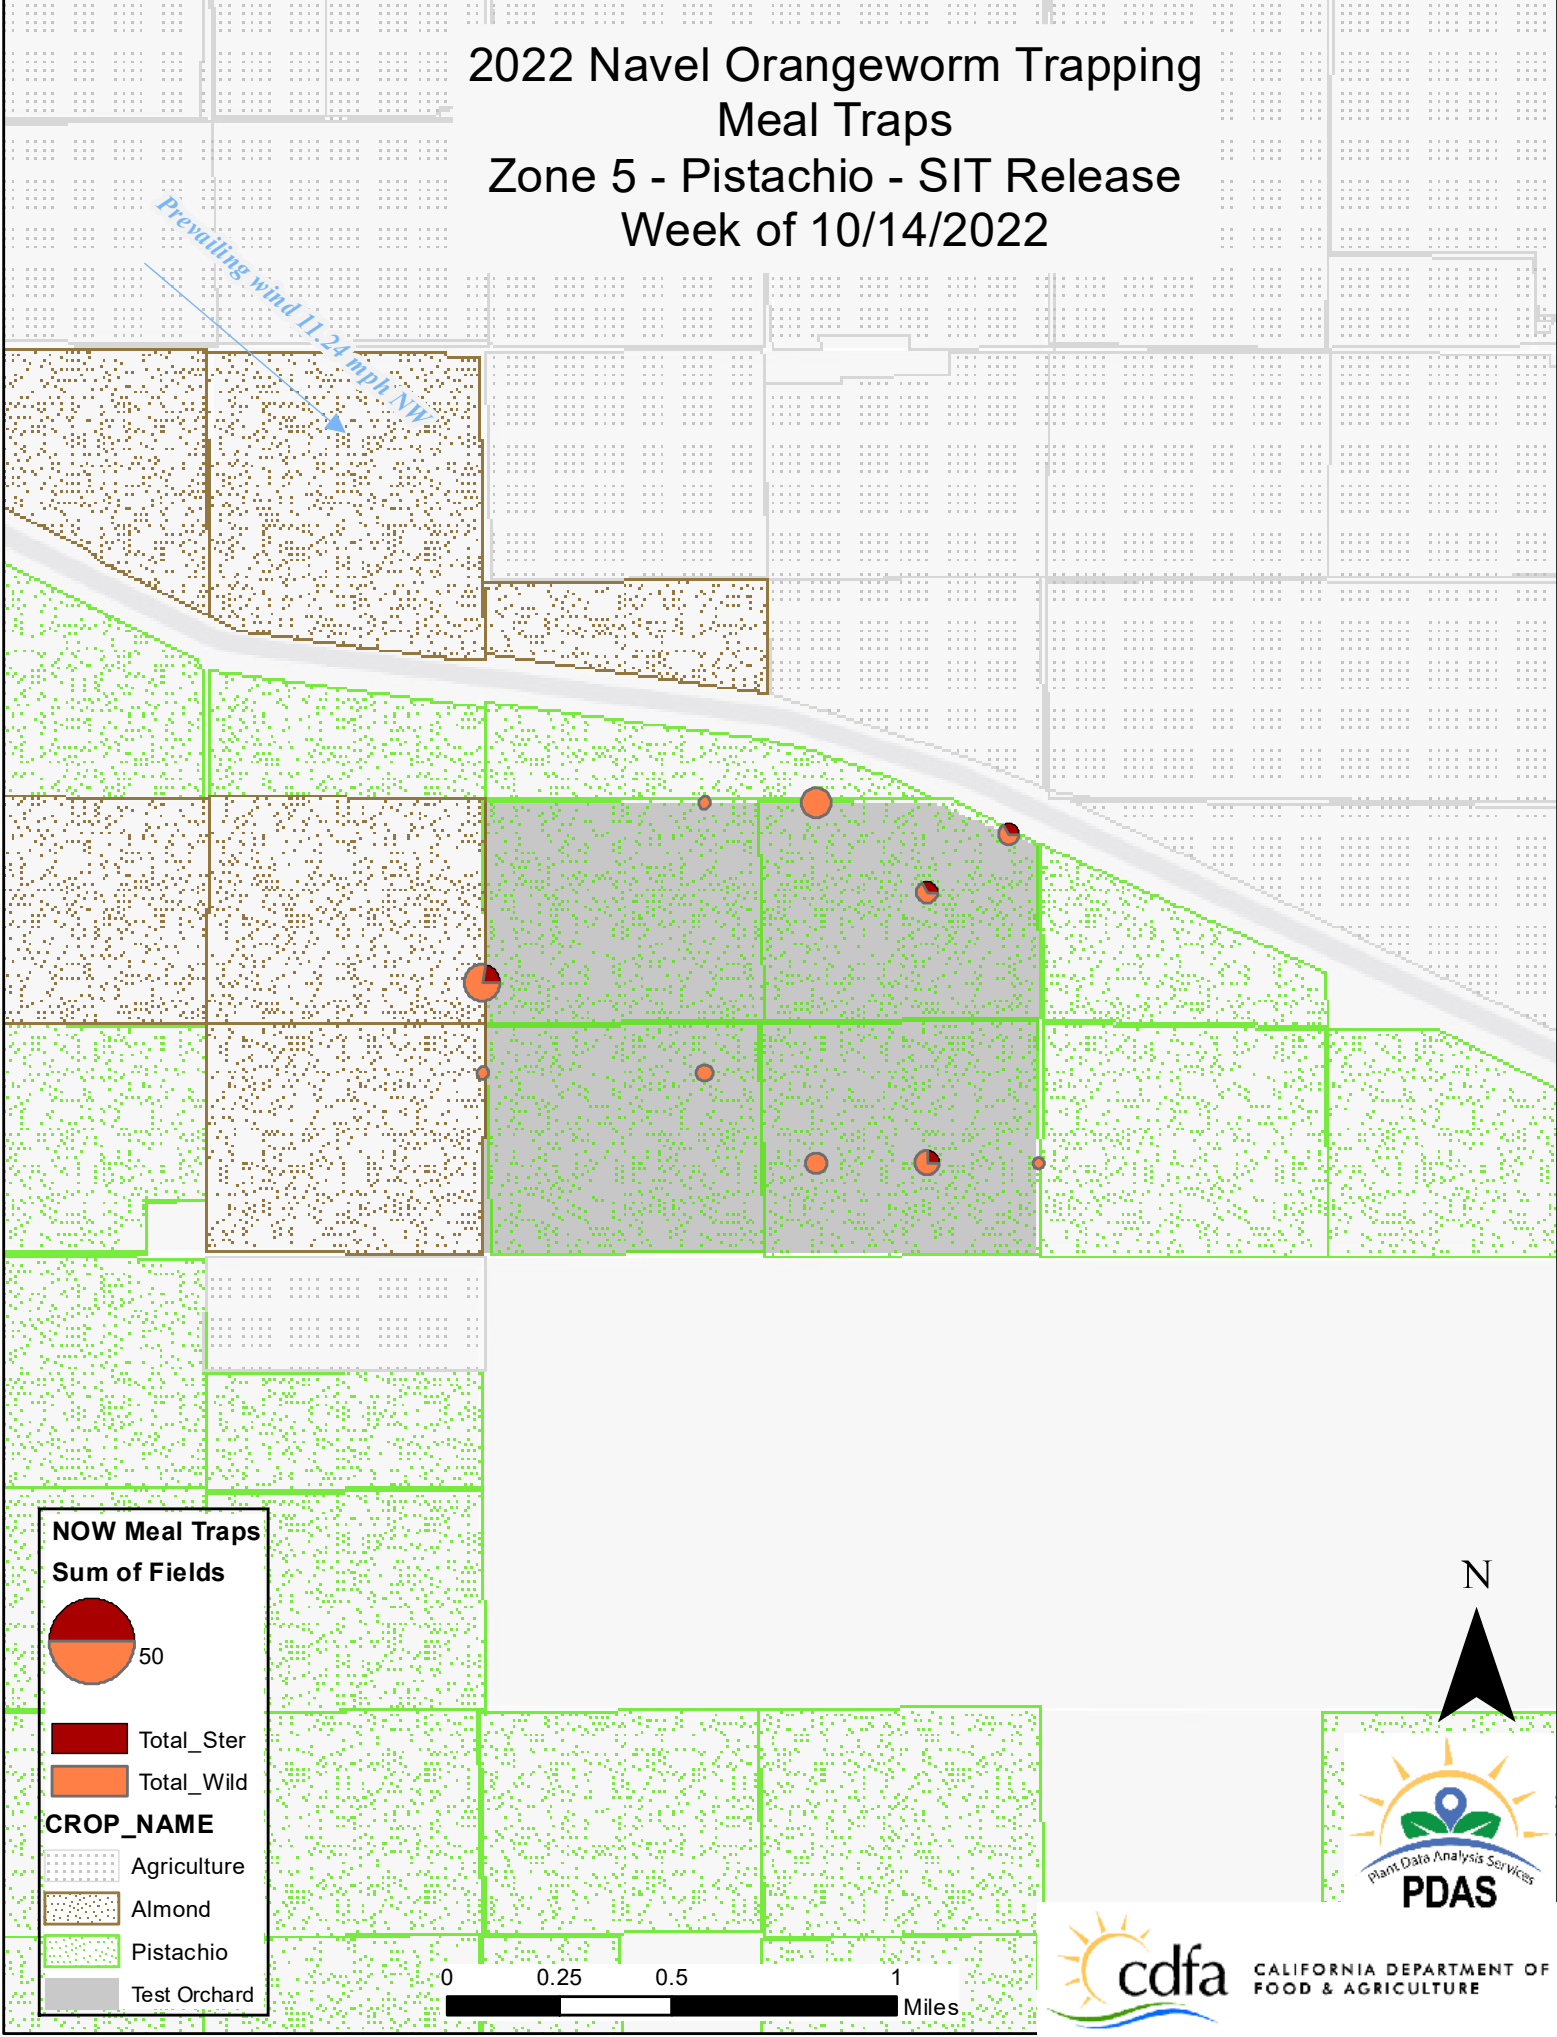 2022 Navel Orangeworm Trapping
Meal Traps
Zone 5 - Pistachio - SIT Release
Week of 10/14/2022
Prevailing wind 11.24 mph NW
NOW Meal Traps
Sum of Fields
50
Total_Ster
Total_Wild
CROP_NAME
Agriculture
Almond
Pistachio
Test Orchard
0 0.25 0.5 1
Miles
N
Plant Data Analysis Services
PDAS
cdfa
CALIFORNIA DEPARTMENT OF
FOOD & AGRICULTURE